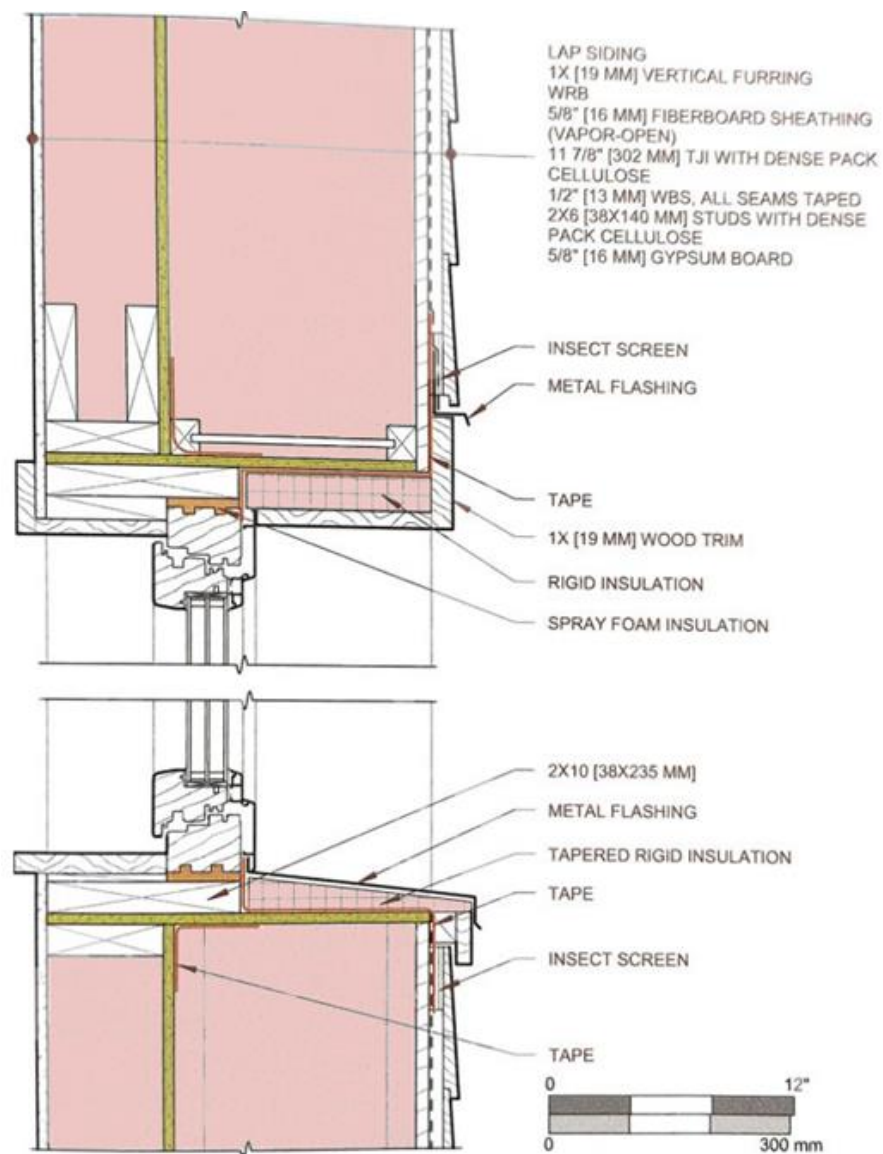 LAP SIDING
1X [19 MM] VERTICAL FURRING
WRB
5/8" [16 MM] FIBERBOARD SHEATHING
(VAPOR-OPEN)
11 7/8" [302 MM] TJI WITH DENSE PACK
CELLULOSE
1/2" [13 MM] WBS, ALL SEAMS TAPED
2X6 [38X140 MM] STUDS WITH DENSE
PACK CELLULOSE
5/8" [16 MM] GYPSUM BOARD
INSECT SCREEN
METAL FLASHING
TAPE
1X [19 MM] WOOD TRIM
RIGID INSULATION
SPRAY FOAM INSULATION
2X10 [38X235 MM]
METAL FLASHING
TAPERED RIGID INSULATION
TAPE
INSECT SCREEN
TAPE
0 12"
0 300 mm